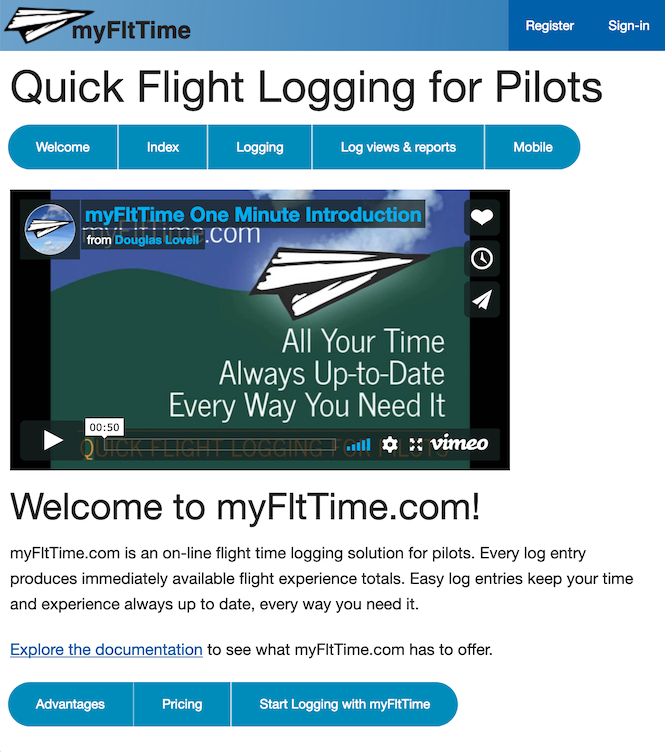 myFltTime
Register
Sign-in
Quick Flight Logging for Pilots
Welcome
Index
Logging
Log views & reports
Mobile
myFltTime One Minute Introduction
from Douglas Lovell
myFltTime.com
All Your Time
Always Up-to-Date
Every Way You Need It
00:50
QUICK FLIGHT LOGGING FOR PILOTS
vimeo
Welcome to myFltTime.com!
myFltTime.com is an on-line flight time logging solution for pilots. Every log entry
produces immediately available flight experience totals. Easy log entries keep your time
and experience always up to date, every way you need it.
Explore the documentation to see what myFltTime.com has to offer.
Advantages
Pricing
Start Logging with myFltTime